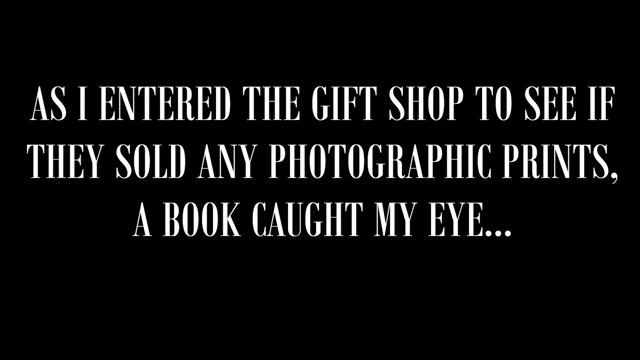 AS I ENTERED THE GIFT SHOP TO SEE IF
THEY SOLD ANY PHOTOGRAPHIC PRINTS,
A BOOK CAUGHT MY EYE...